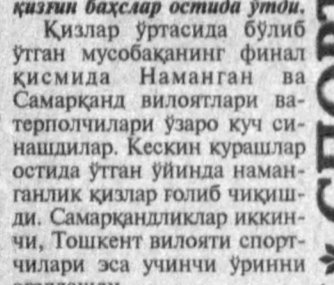 қизғин баҳслар остида ўтди.
Қизлар ўртасида бўлиб
ўтган мусобақанинг финал
қисмида Наманган ва
Самарқанд вилоятлари ва-
терполчилари ўзаро куч си-
нашдилар. Кескин курашлар
остида ўтган ўйинда наман-
ганлик қизлар ғолиб чиқиш-
ди. Самарқандликлар иккин-
чи, Тошкент вилояти спорт-
чилари эса учинчи ўринни